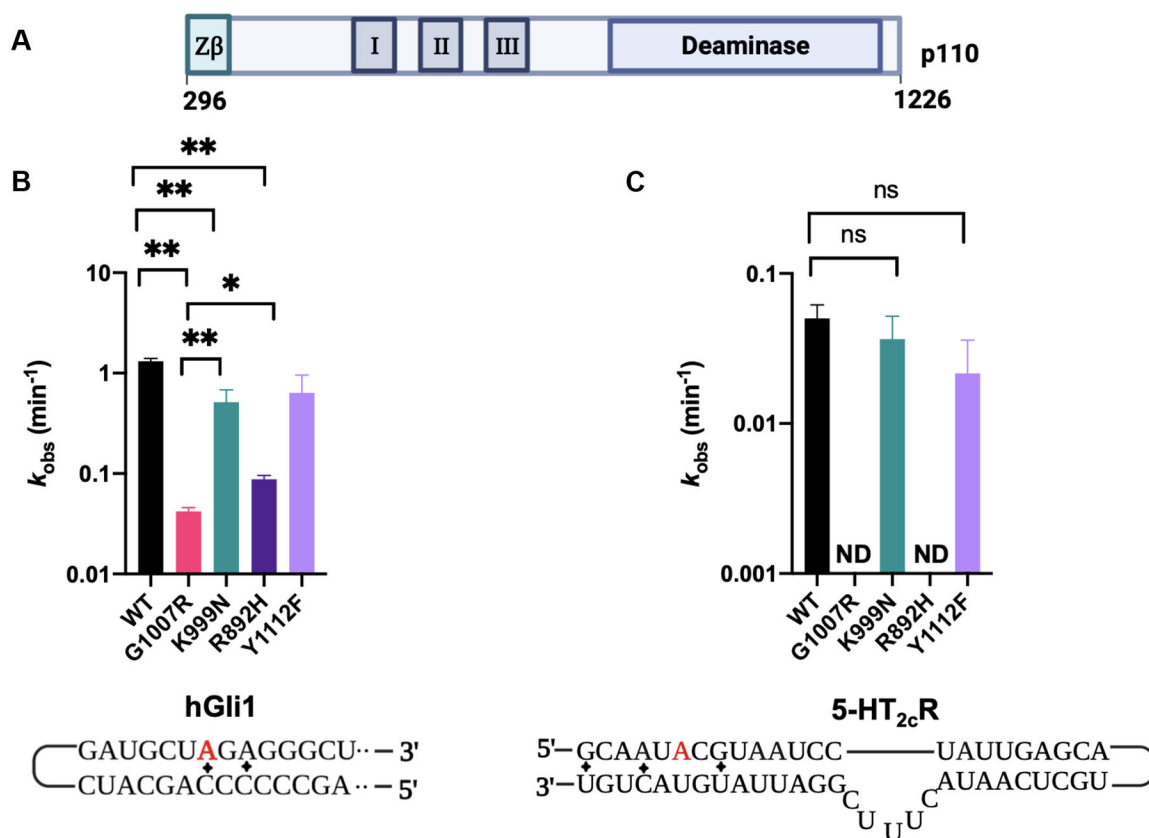 A
Zβ
I
II
III
Deaminase
p110
296
1226
B
**
**
**
*
**
10
1
0.1
0.01
kobs (min-1)
WT
G1007R
K999N
R892H
Y1112F
C
ns
ns
0.1
0.01
0.001
kobs (min-1)
ND
ND
WT
G1007R
K999N
R892H
Y1112F
hGli1
GAUGCUAGAGGGCU·· 3'
CUACGACCCCCCGA·· 5'
5-HT2cR
5' GCAAUACGUAAUCC UAUUGAGCA
3' UGUCAUGUAUUAGG CUUUC AUAACUCGU